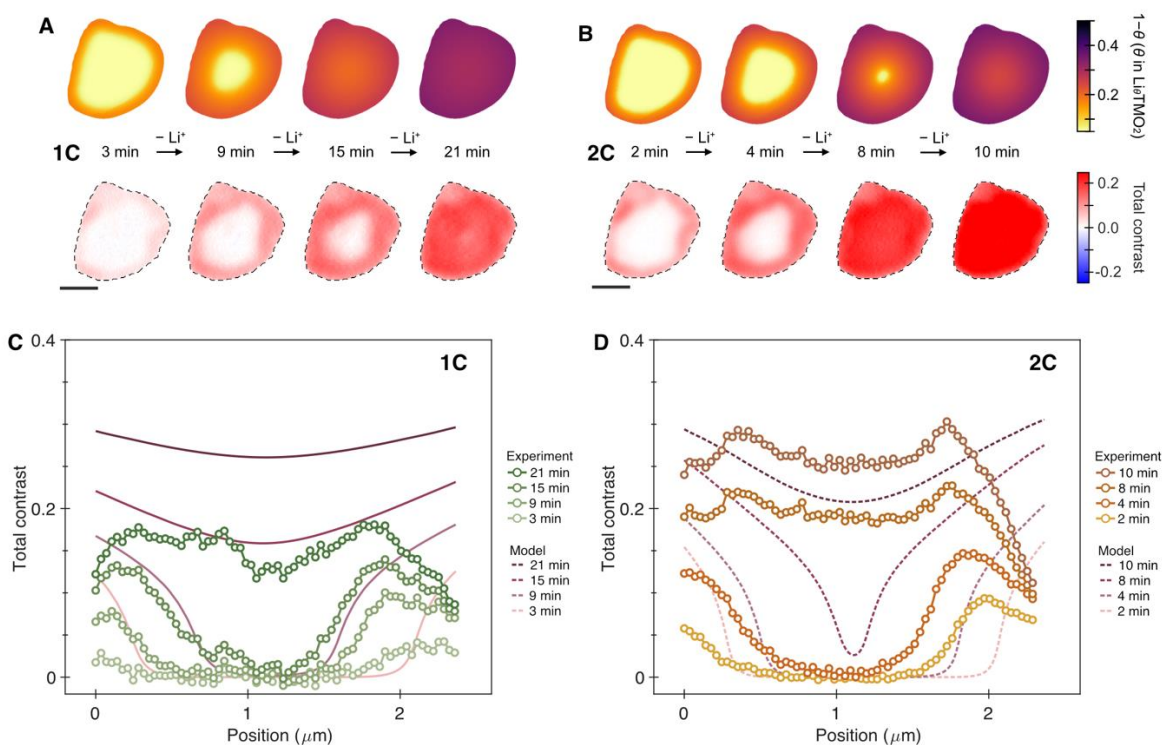 A
− Li⁺ − Li⁺ − Li⁺
1C 3 min 9 min 15 min 21 min
B
− Li⁺ − Li⁺ − Li⁺
2C 2 min 4 min 8 min 10 min
0.4
0.2
1−θ (θ in LiθTMO₂)
0.2
0.0
-0.2
Total contrast
C
1C
0.4
0.2
0
Total contrast
0 1 2
Position (μm)
Experiment
21 min
15 min
9 min
3 min
Model
21 min
15 min
9 min
3 min
D
2C
0.4
0.2
0
Total contrast
0 1 2
Position (μm)
Experiment
10 min
8 min
4 min
2 min
Model
10 min
8 min
4 min
2 min